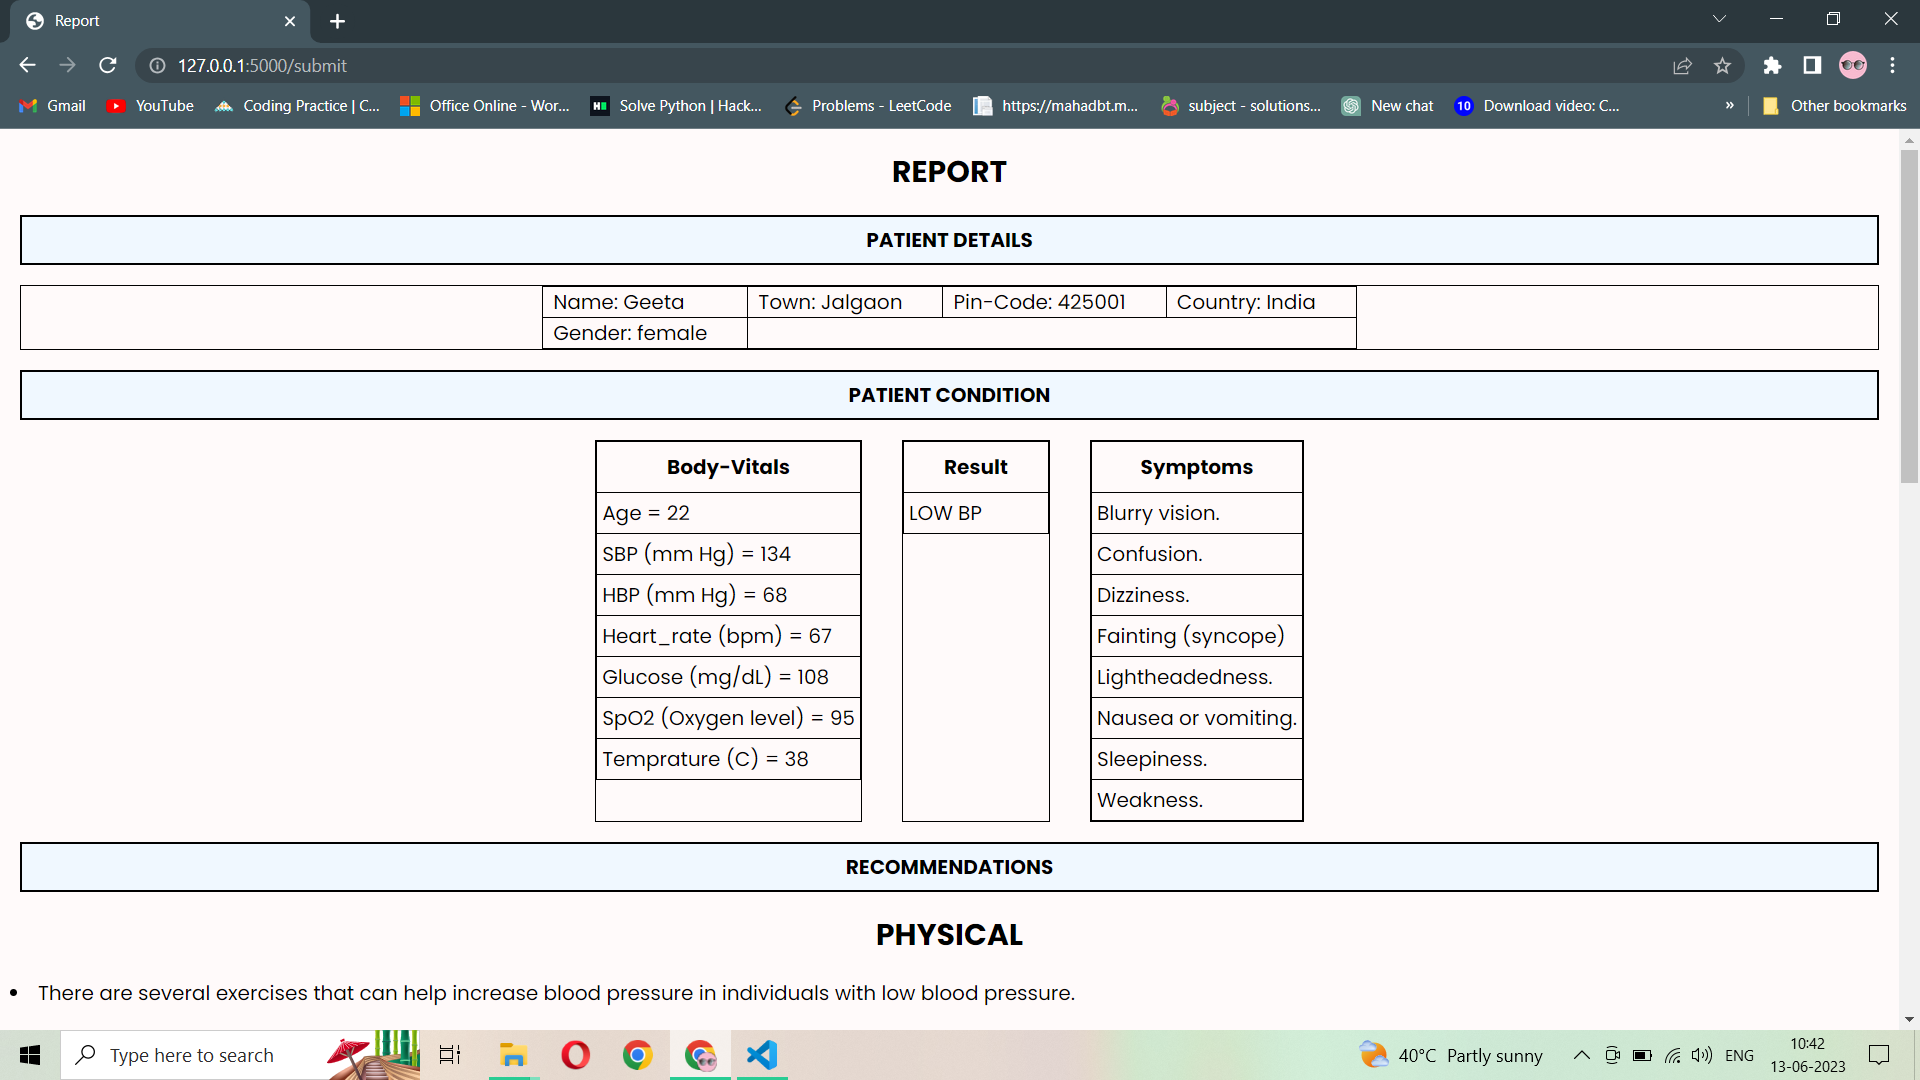 Report
127.0.0.1:5000/submit
Gmail YouTube Coding Practice | C... Office Online - Wor... Solve Python | Hack... Problems - LeetCode https://mahadbt.m... subject - solutions... New chat 10 Download video: C... » Other bookmarks
REPORT
PATIENT DETAILS
Name: Geeta Town: Jalgaon Pin-Code: 425001 Country: India
Gender: female
PATIENT CONDITION
Body-Vitals
Age = 22
SBP (mm Hg) = 134
HBP (mm Hg) = 68
Heart_rate (bpm) = 67
Glucose (mg/dL) = 108
SpO2 (Oxygen level) = 95
Temprature (C) = 38
Result
LOW BP
Symptoms
Blurry vision.
Confusion.
Dizziness.
Fainting (syncope)
Lightheadedness.
Nausea or vomiting.
Sleepiness.
Weakness.
RECOMMENDATIONS
PHYSICAL
• There are several exercises that can help increase blood pressure in individuals with low blood pressure.
Type here to search
40°C Partly sunny
ENG
10:42
13-06-2023